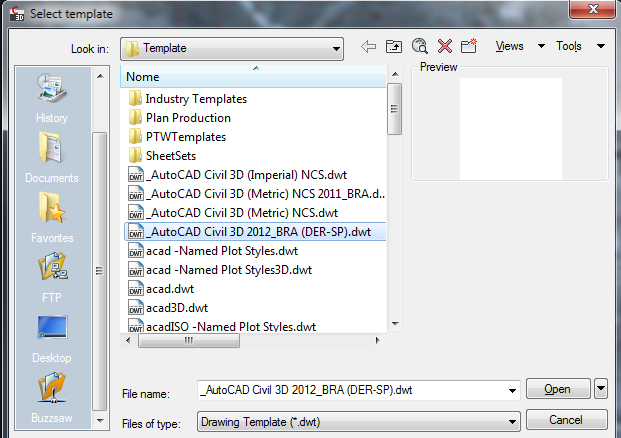 Select template
Look in:
Template
Views
Tools
History
Documents
Favorites
FTP
Desktop
Buzzsaw
Nome
Industry Templates
Plan Production
PTWTemplates
SheetSets
_AutoCAD Civil 3D (Imperial) NCS.dwt
_AutoCAD Civil 3D (Metric) NCS 2011_BRA.d...
_AutoCAD Civil 3D (Metric) NCS.dwt
_AutoCAD Civil 3D 2012_BRA (DER-SP).dwt
acad -Named Plot Styles.dwt
acad -Named Plot Styles3D.dwt
acad.dwt
acad3D.dwt
acadISO -Named Plot Styles.dwt
Preview
File name:
_AutoCAD Civil 3D 2012_BRA (DER-SP).dwt
Open
Files of type:
Drawing Template (*.dwt)
Cancel